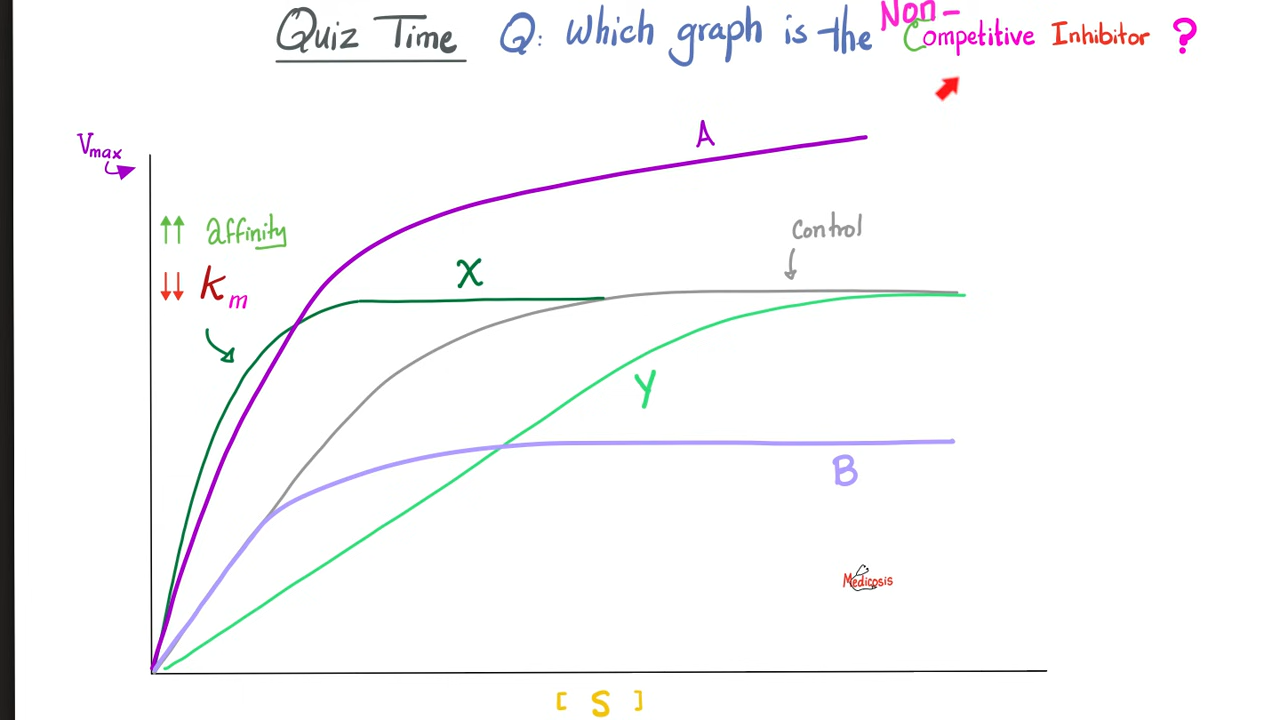 Quiz Time Q: Which graph is the Non-Competitive Inhibitor ?
A
Vmax
↑↑ affinity
Control
X
↓↓ Km
Y
B
Medicosis
[ S ]